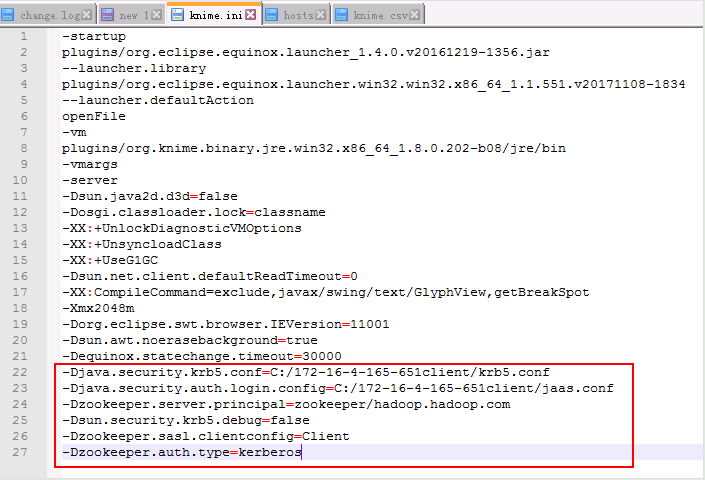 change.log new 1 knime.ini hosts knime.csv
1 -startup
2 plugins/org.eclipse.equinox.launcher_1.4.0.v20161219-1356.jar
3 --launcher.library
4 plugins/org.eclipse.equinox.launcher.win32.win32.x86_64_1.1.551.v20171108-1834
5 --launcher.defaultAction
6 openFile
7 -vm
8 plugins/org.knime.binary.jre.win32.x86_64_1.8.0.202-b08/jre/bin
9 -vmargs
10 -server
11 -Dsun.java2d.d3d=false
12 -Dosgi.classloader.lock=classname
13 -XX:+UnlockDiagnosticVMOptions
14 -XX:+UnsyncloadClass
15 -XX:+UseG1GC
16 -Dsun.net.client.defaultReadTimeout=0
17 -XX:CompileCommand=exclude,javax/swing/text/GlyphView,getBreakSpot
18 -Xmx2048m
19 -Dorg.eclipse.swt.browser.IEVersion=11001
20 -Dsun.awt.noerasebackground=true
21 -Dequinox.statechange.timeout=30000
22 -Djava.security.krb5.conf=C:/172-16-4-165-651client/krb5.conf
23 -Djava.security.auth.login.config=C:/172-16-4-165-651client/jaas.conf
24 -Dzookeeper.server.principal=zookeeper/hadoop.hadoop.com
25 -Dsun.security.krb5.debug=false
26 -Dzookeeper.sasl.clientconfig=Client
27 -Dzookeeper.auth.type=kerberos